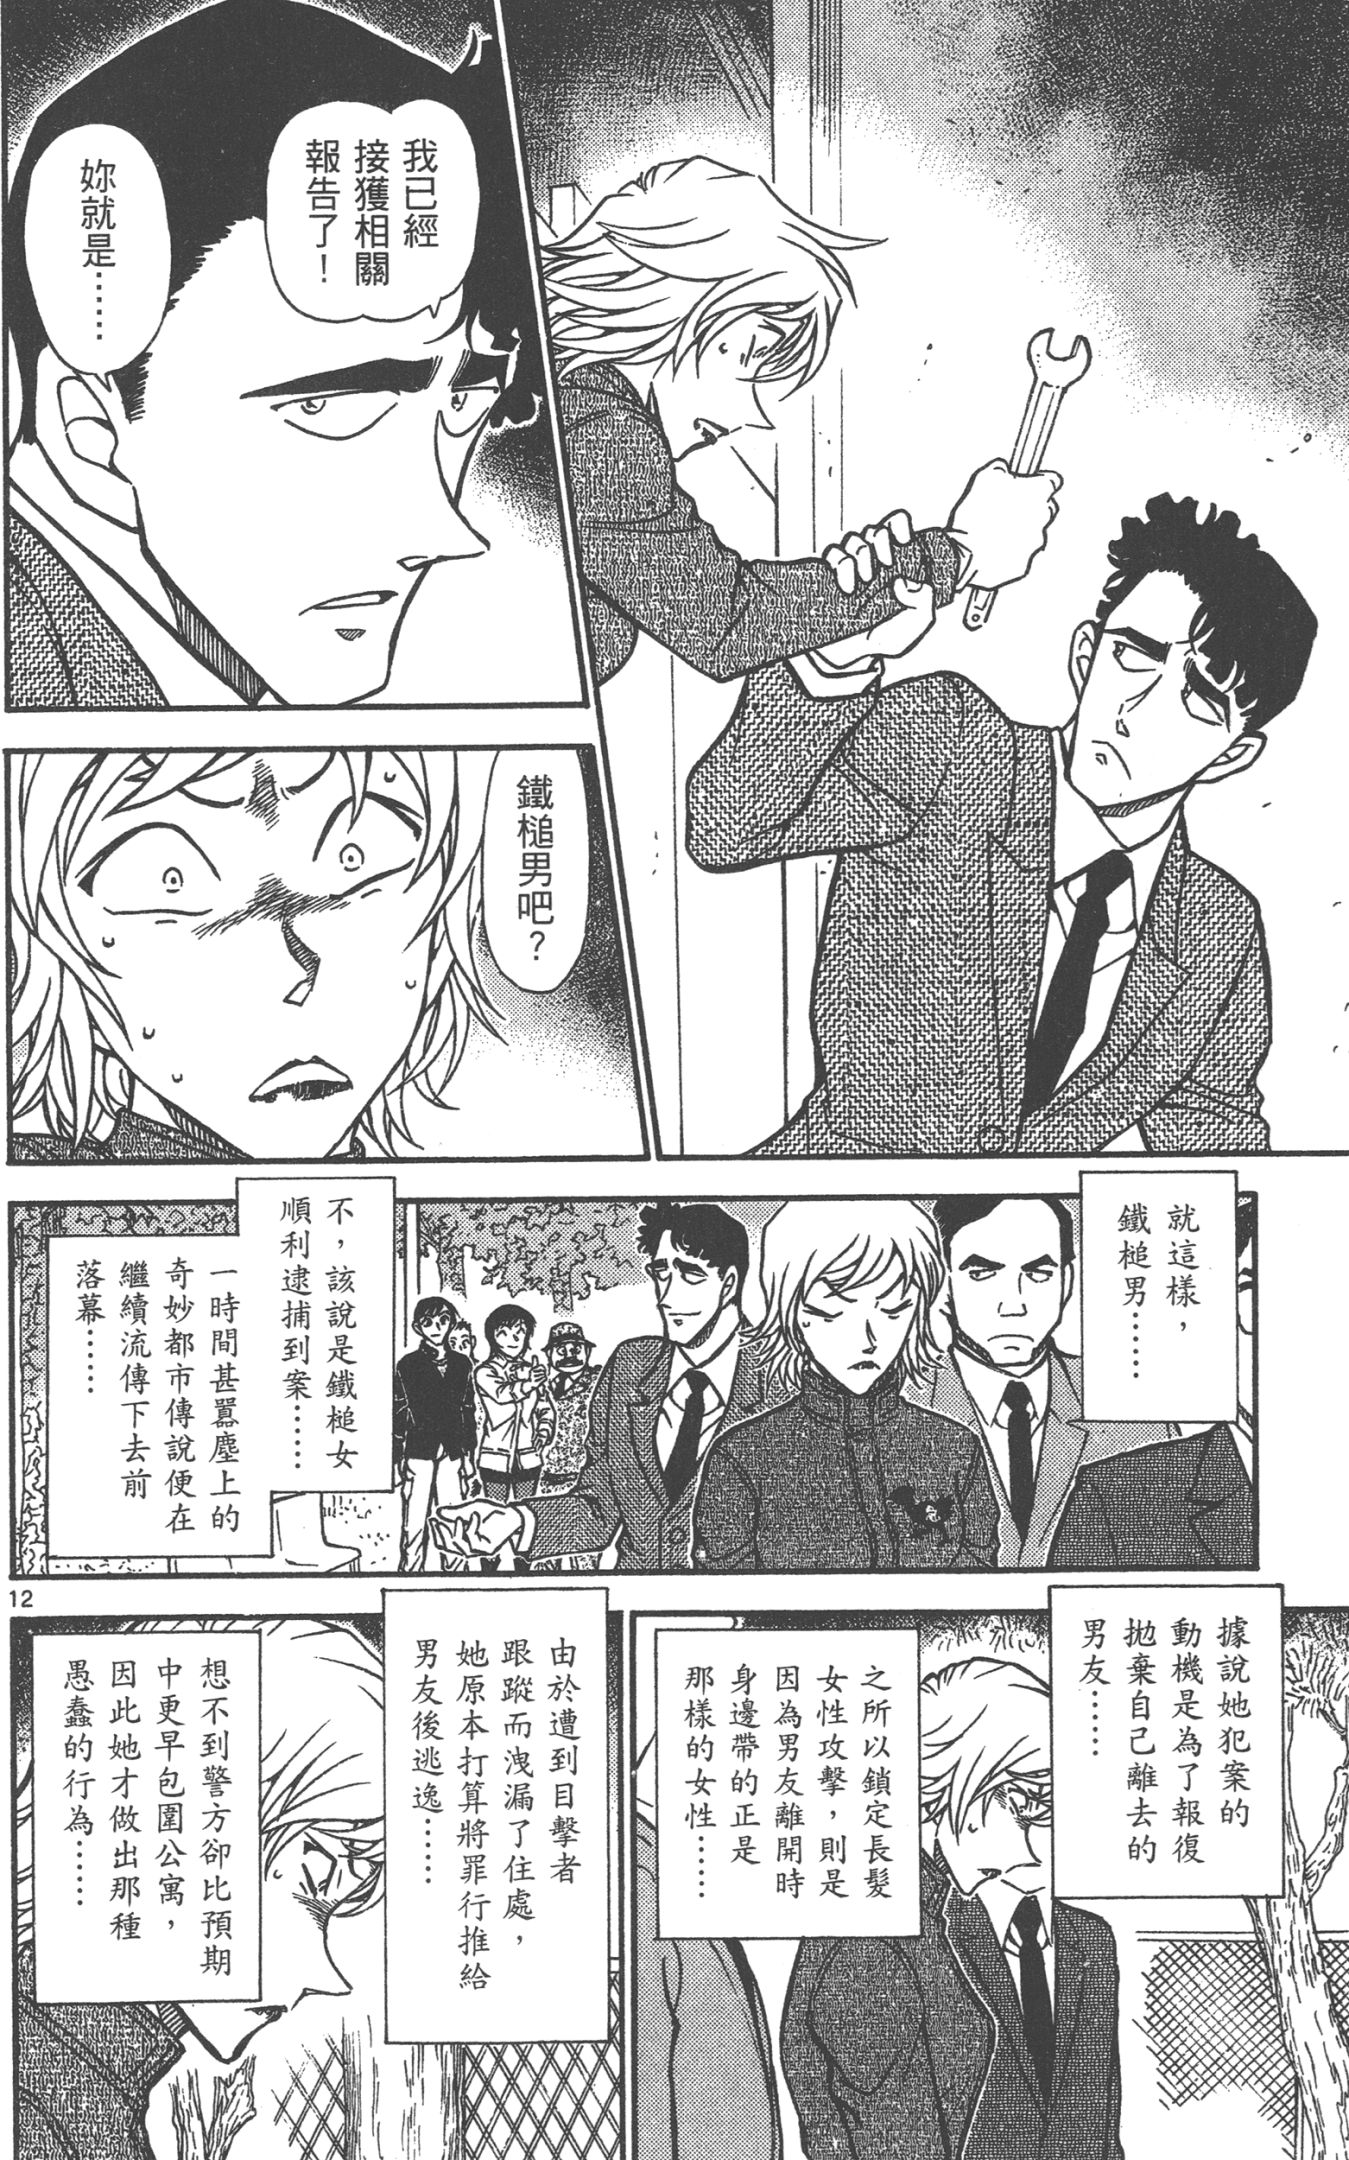 我已經
接獲相關
報告了！
妳就是……
鐵槌男吧？
就這樣，
鐵槌男……
不，該說是鐵槌女
順利逮捕到案……
一時間甚囂塵上的
奇妙都市傳說便在
繼續流傳下去前
落幕……
據說她犯案的
動機是為了報復
拋棄自己離去的
男友……
之所以鎖定長髮
女性攻擊，則是
因為男友離開時
身邊帶的正是
那樣的女性……
由於遭到目擊者
跟蹤而洩漏了住處，
她原本打算將罪行推給
男友後逃逸……
想不到警方卻比預期
中更早包圍公寓，
因此她才做出那種
愚蠢的行為……
12